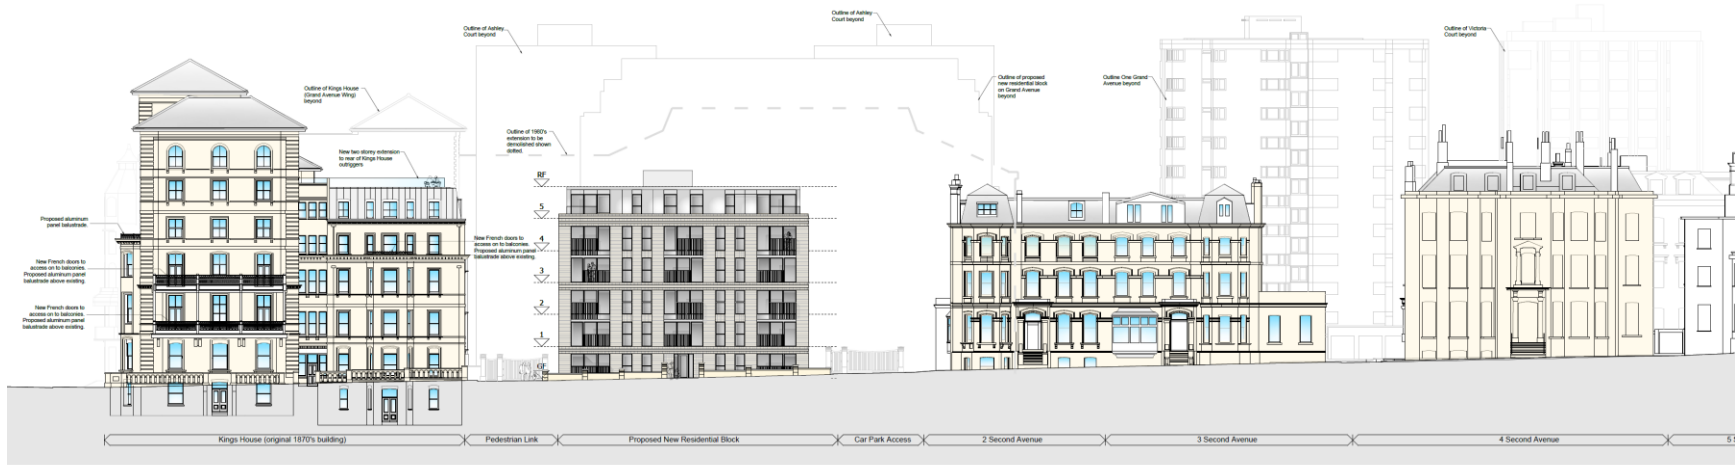 Outline of Ashley
Court beyond
Outline of Ashley
Court beyond
Outline of Victoria
Court beyond
Outline of Kings House
(Grand Avenue Wing)
beyond
Outline of proposed
new residential block
on Grand Avenue
beyond
Outline One Grand
Avenue beyond
Outline of 1980's
extension to be
demolished shown
dotted.
New two storey extension
to rear of Kings House
outriggers
Proposed aluminum
panel balustrade.
New French doors to
access on to balconies.
Proposed aluminum panel
balustrade above existing.
New French doors to
access on to balconies.
Proposed aluminum panel
balustrade above existing.
New French doors to
access on to balconies.
Proposed aluminum panel
balustrade above existing.
RF
5
4
3
2
1
GF
Kings House (original 1870's building)
Pedestrian Link
Proposed New Residential Block
Car Park Access
2 Second Avenue
3 Second Avenue
4 Second Avenue
5 S